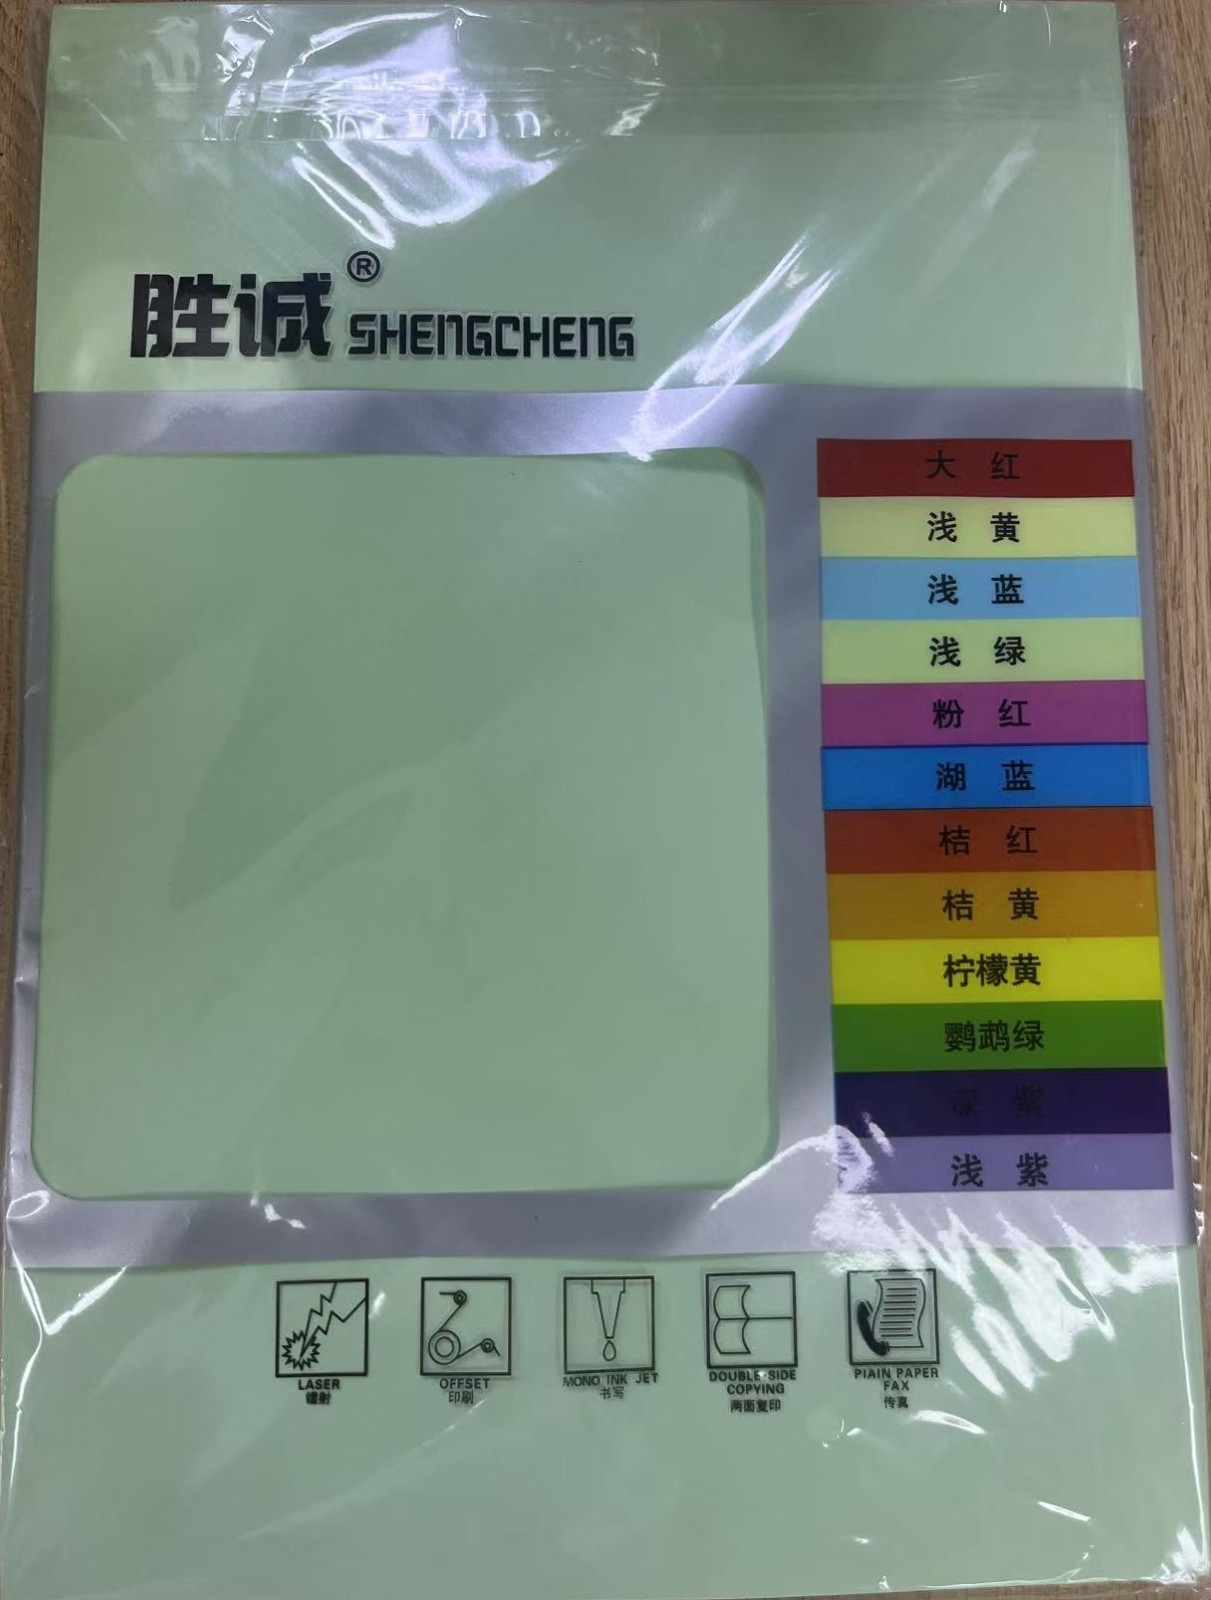 胜诚® SHENGCHENG
大 红
浅 黄
浅 蓝
浅 绿
粉 红
湖 蓝
桔 红
桔 黄
柠檬黄
鹦鹉绿
深 紫
浅 紫
LASER
镭射
OFFSET
印刷
MONO INK JET
书写
DOUBLE-SIDE
COPYING
两面复印
PIAIN PAPER
FAX
传真